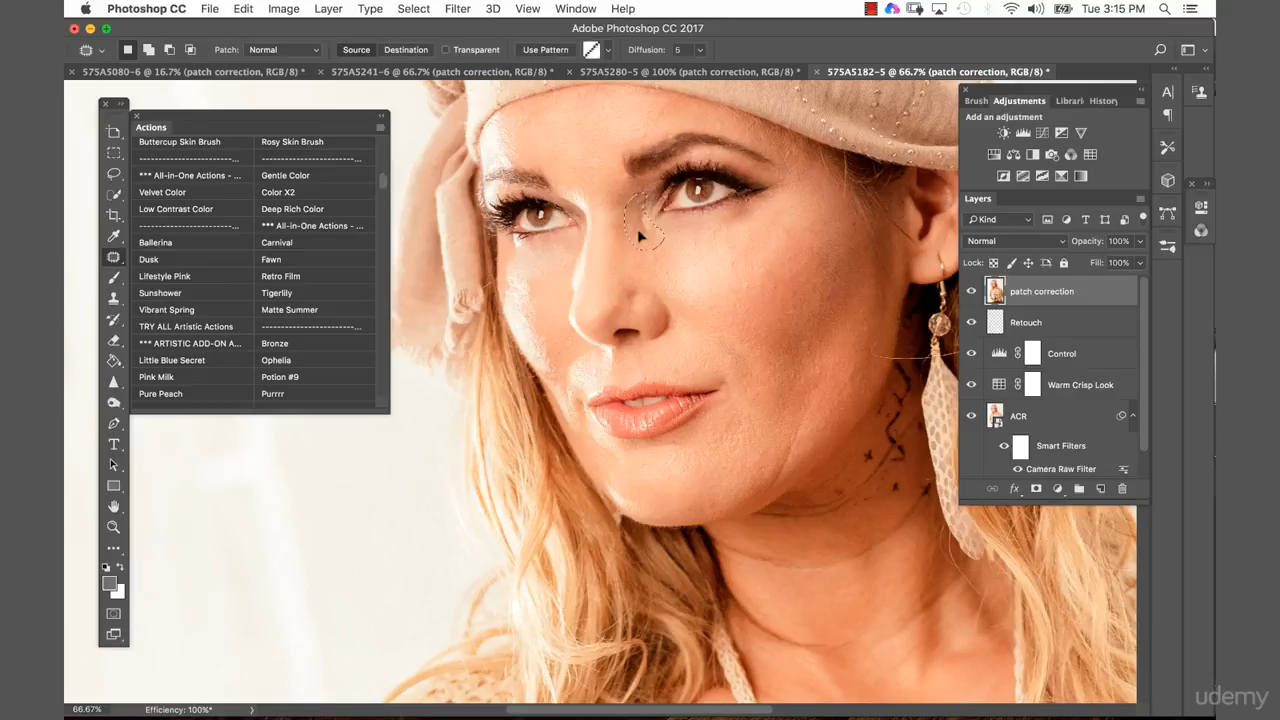 Photoshop CC File Edit Image Layer Type Select Filter 3D View Window Help Tue 3:15 PM
Adobe Photoshop CC 2017
Patch: Normal Source Destination Transparent Use Pattern Diffusion: 5
575A5080-6 @ 16.7% (patch correction, RGB/8) * 575A5241-6 @ 66.7% (patch correction, RGB/8) * 575A5280-5 @ 100% (patch correction, RGB/8) * 575A5182-5 @ 66.7% (patch correction, RGB/8) *
Actions
Buttercup Skin Brush Rosy Skin Brush
--------------------------... --------------------------...
*** All-in-One Actions - ... Gentle Color
Velvet Color Color X2
Low Contrast Color Deep Rich Color
--------------------------... *** All-in-One Actions - ...
Ballerina Carnival
Dusk Fawn
Lifestyle Pink Retro Film
Sunshower Tigerlily
Vibrant Spring Matte Summer
TRY ALL Artistic Actions --------------------------...
*** ARTISTIC ADD-ON A... Bronze
Little Blue Secret Ophelia
Pink Milk Potion #9
Pure Peach Purrrr
Brush Adjustments Librari History
Add an adjustment
Layers
Kind
Normal Opacity: 100%
Lock: Fill: 100%
patch correction
Retouch
Control
Warm Crisp Look
ACR
Smart Filters
Camera Raw Filter
66.67% Efficiency: 100%*
udemy